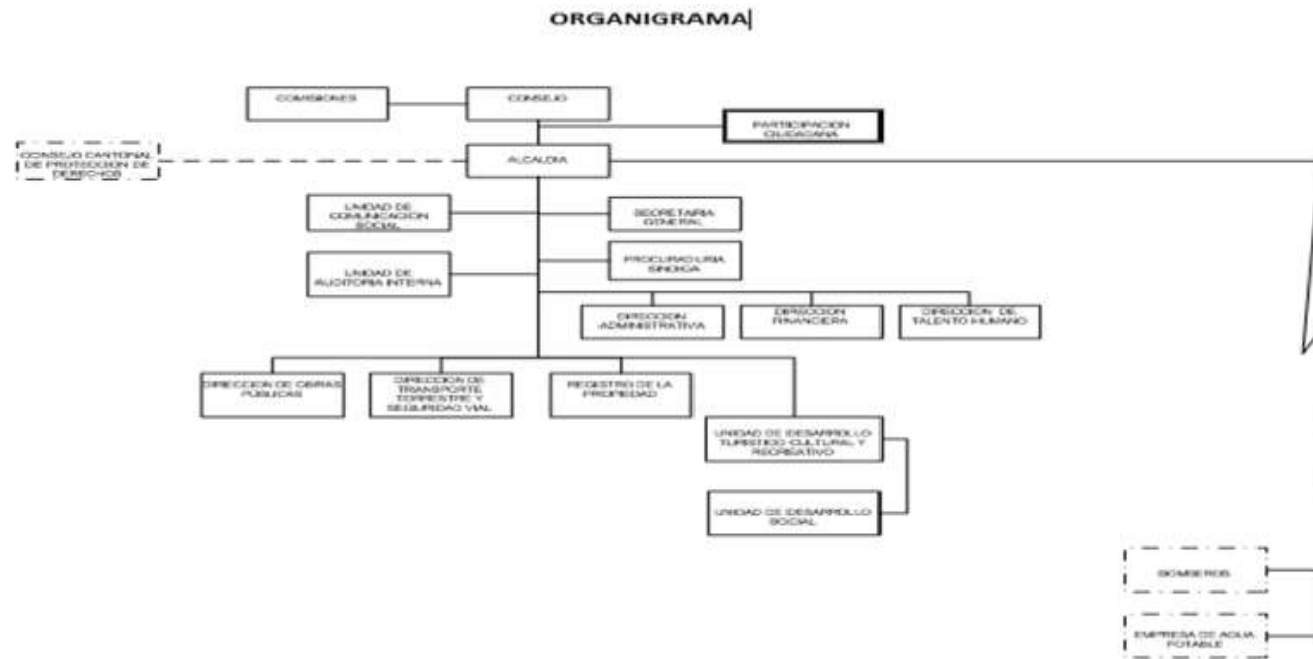 ORGANIGRAMA
COMISIONES
CONSEJO
PARTICIPACION
CIUDADANA
CONSEJO CANTONAL
DE PROTECCION DE
DERECHOS
ALCALDIA
UNIDAD DE
COMUNICACION
SOCIAL
SECRETAIRIA
GENERAL
UNIDAD DE
AUDITORIA INTERNA
PROCURADURIA
SINDICA
DIRECCION
ADMINISTRATIVA
DIRECCION
FINANCIERA
DIRECCION DE
TALENTO HUMANO
DIRECCION DE OBRAS
PÚBLICAS
DIRECCION DE
TRANSPORTE
TERRESTRE Y
SEGURIDAD VIAL
REGISTRO DE LA
PROPIEDAD
UNIDAD DE DESARROLLO
TURISTICO CULTURAL Y
RECREATIVO
UNIDAD DE DESARROLLO
SOCIAL
BOMBEROS
EMPRESA DE AGUA
POTABLE